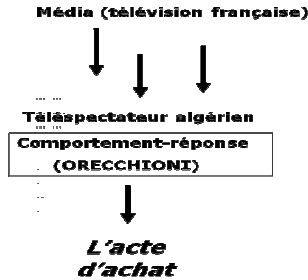 Média (télévision française)
Téléspectateur algérien
Comportement-réponse
(ORECCHIONI)
L'acte
d'achat